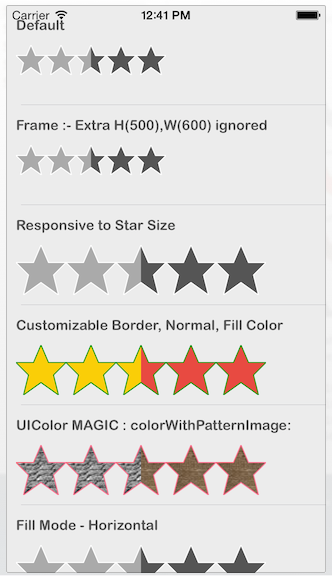 Carrier 12:41 PM
Default
Frame :- Extra H(500),W(600) ignored
Responsive to Star Size
Customizable Border, Normal, Fill Color
UIColor MAGIC : colorWithPatternImage:
Fill Mode - Horizontal